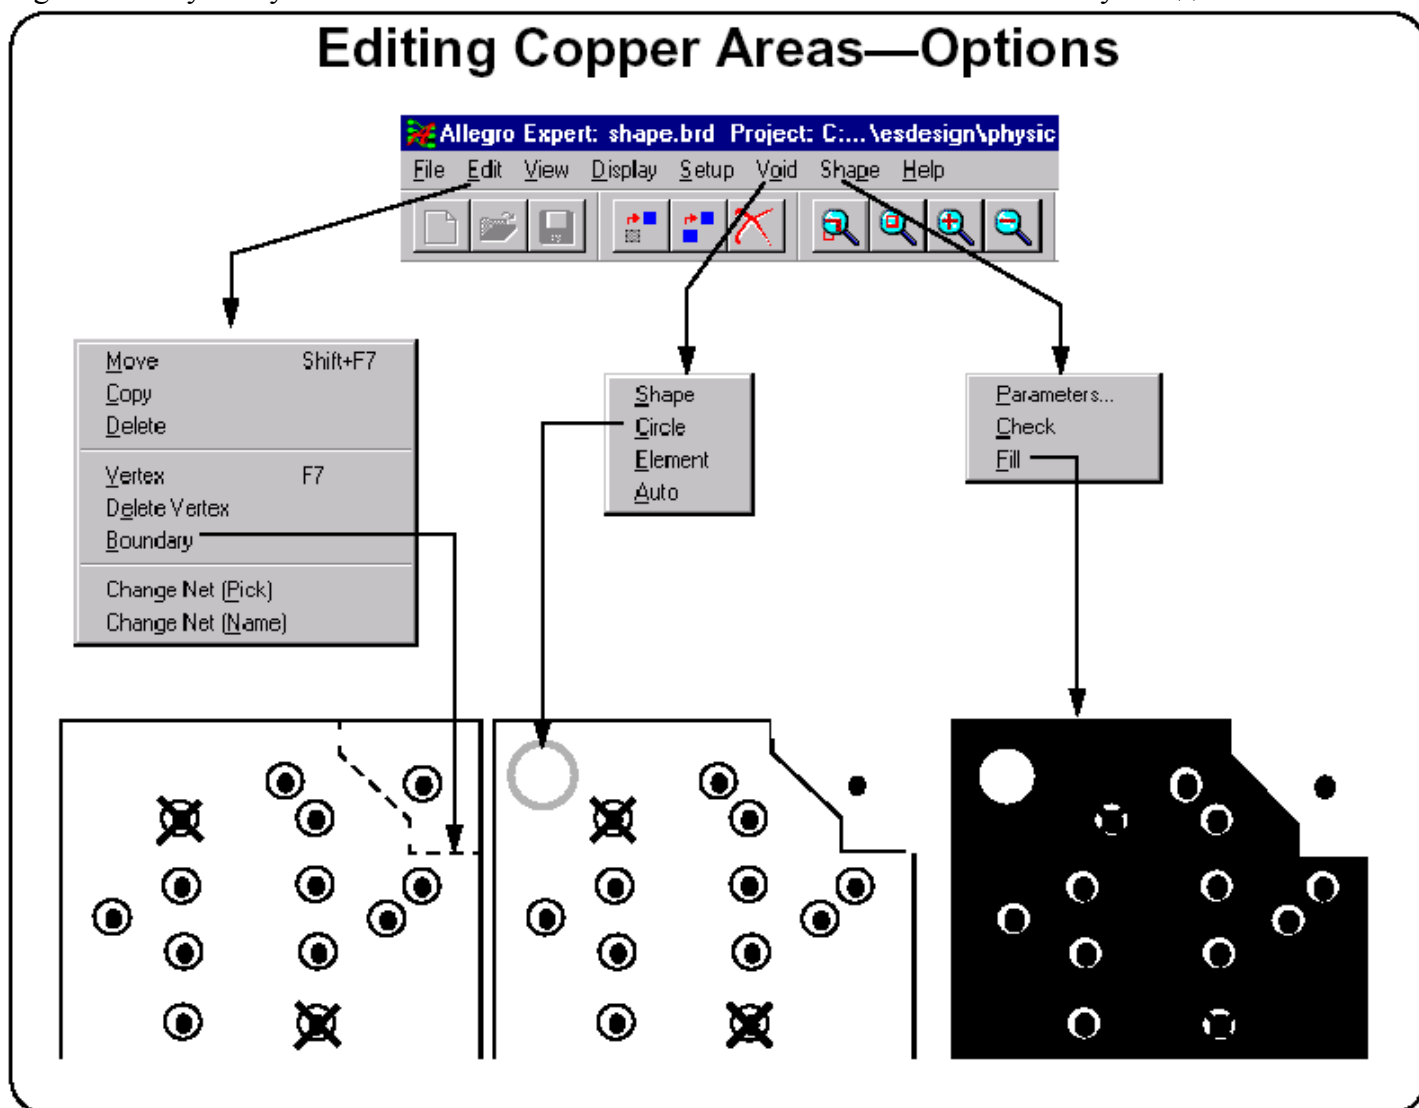 Editing Copper Areas—Options
Allegro Expert: shape.brd Project: C:...\esdesign\physic
File Edit View Display Setup Void Shape Help
Move Shift+F7
Copy
Delete
Vertex F7
Delete Vertex
Boundary
Change Net (Pick)
Change Net (Name)
Shape
Circle
Element
Auto
Parameters...
Check
Fill